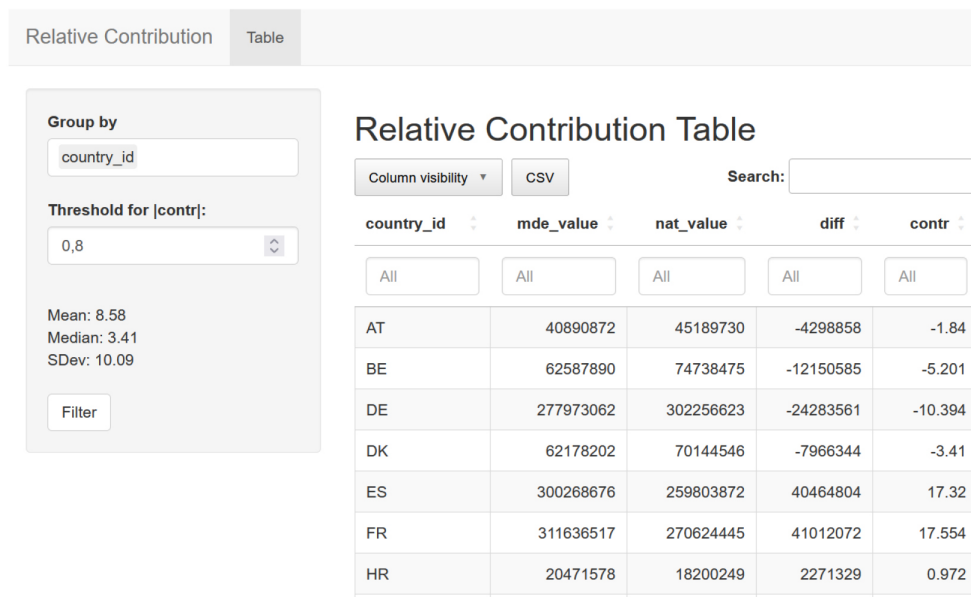 Relative Contribution Table
Group by
country_id
Threshold for |contr|:
0,8
Mean: 8.58
Median: 3.41
SDev: 10.09
Filter
Relative Contribution Table
Column visibility ▼ CSV Search:
country_id mde_value nat_value diff contr
All All All All All
AT 40890872 45189730 -4298858 -1.84
BE 62587890 74738475 -12150585 -5.201
DE 277973062 302256623 -24283561 -10.394
DK 62178202 70144546 -7966344 -3.41
ES 300268676 259803872 40464804 17.32
FR 311636517 270624445 41012072 17.554
HR 20471578 18200249 2271329 0.972